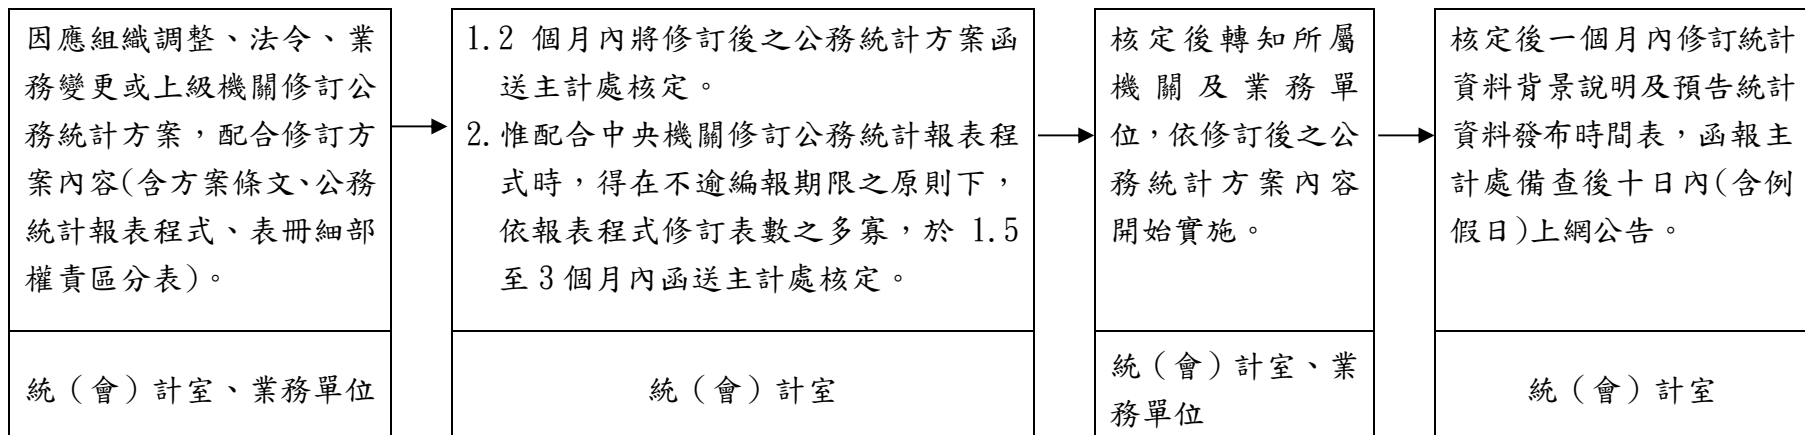 因應組織調整、法令、業
務變更或上級機關修訂公
務統計方案，配合修訂方
案內容(含方案條文、公務
統計報表程式、表冊細部
權責區分表)。
統（會）計室、業務單位
1.2 個月內將修訂後之公務統計方案函
送主計處核定。
2.惟配合中央機關修訂公務統計報表程
式時，得在不逾編報期限之原則下，
依報表程式修訂表數之多寡，於 1.5
至 3 個月內函送主計處核定。
統（會）計室
核定後轉知所屬
機關及業務單
位，依修訂後之公
務統計方案內容
開始實施。
統（會）計室、業
務單位
核定後一個月內修訂統計
資料背景說明及預告統計
資料發布時間表，函報主
計處備查後十日內(含例
假日)上網公告。
統（會）計室